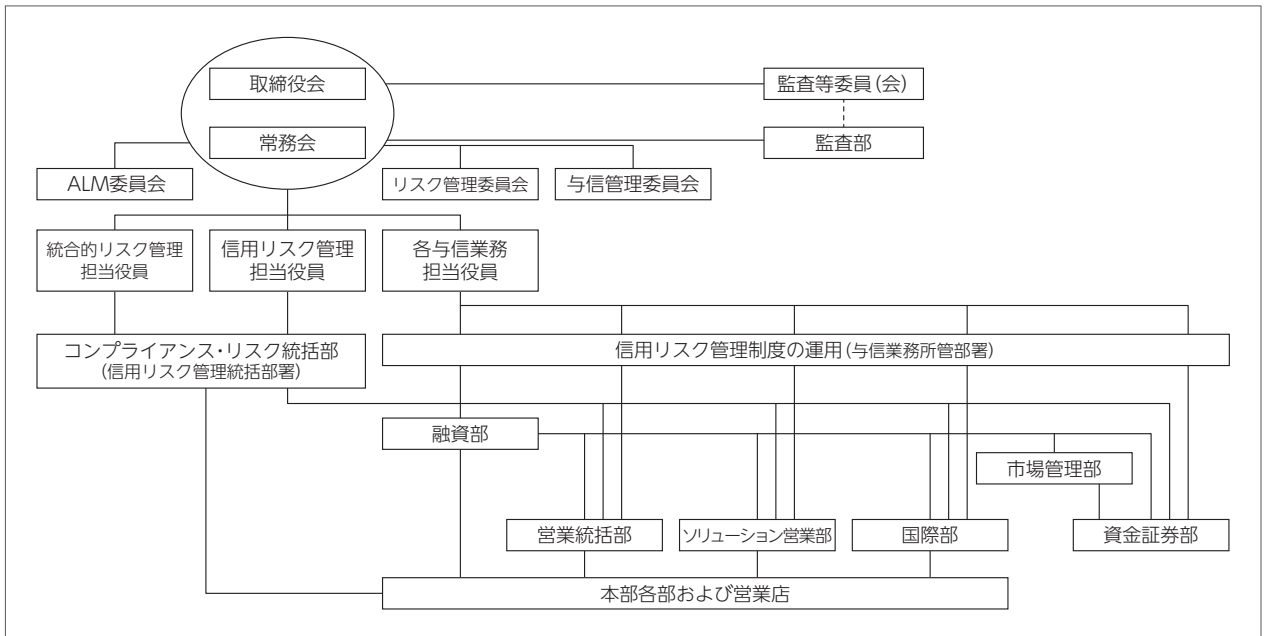 取締役会
監査等委員(会)
常務会
監査部
ALM委員会
リスク管理委員会
与信管理委員会
統合的リスク管理
担当役員
信用リスク管理
担当役員
各与信業務
担当役員
コンプライアンス・リスク統括部
(信用リスク管理統括部署)
信用リスク管理制度の運用(与信業務所管部署)
融資部
市場管理部
営業統括部
ソリューション営業部
国際部
資金証券部
本部各部および営業店